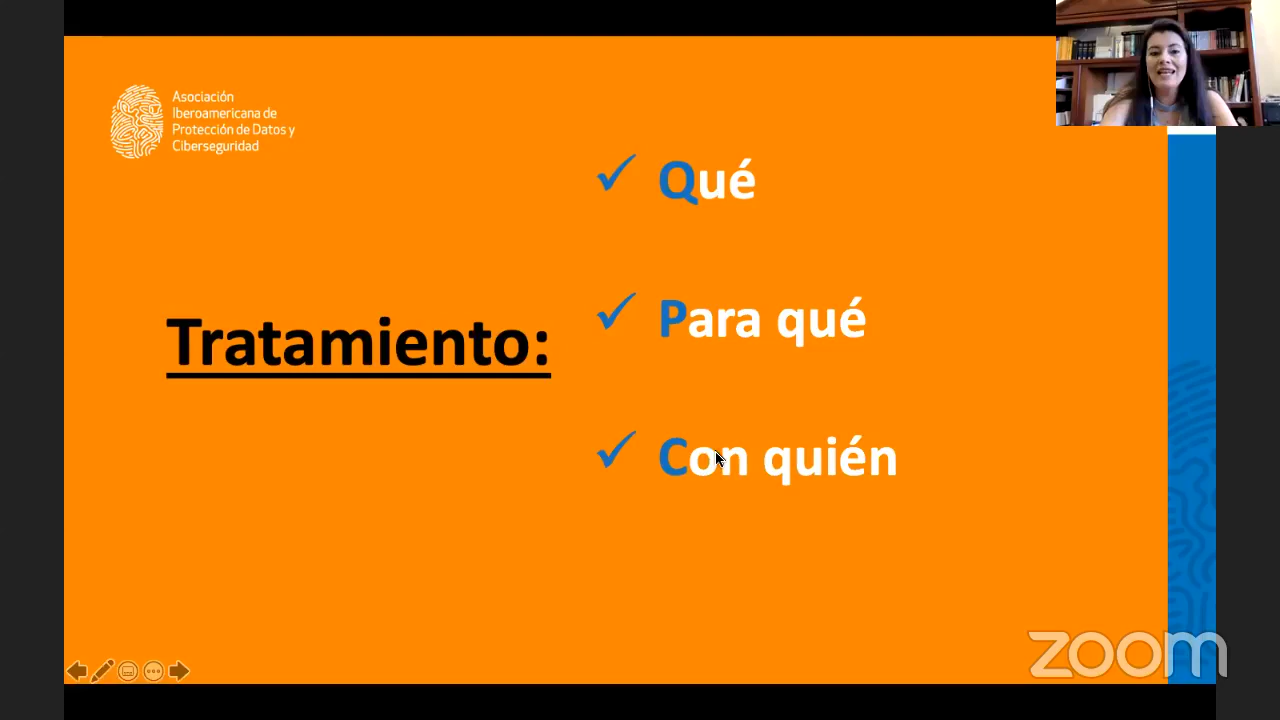 Asociación
Iberoamericana de
Protección de Datos y
Ciberseguridad
Tratamiento:
Qué
Para qué
Con quién
zoom